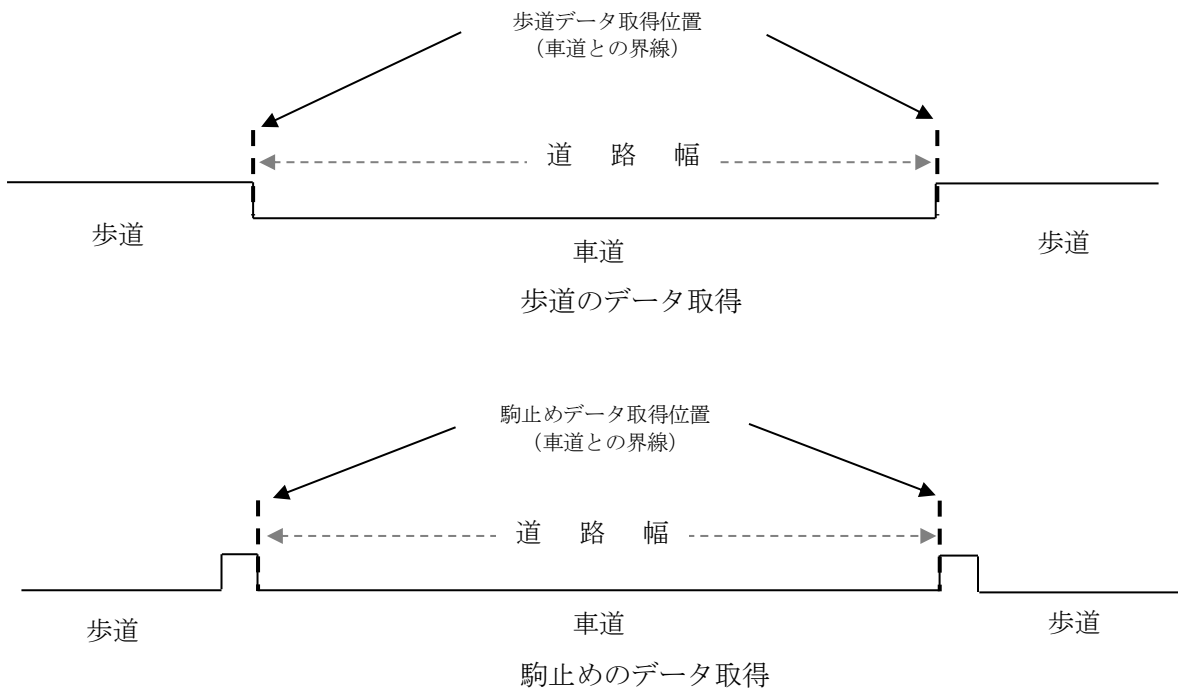 歩道データ取得位置
（車道との界線）
道 路 幅
歩道
車道
歩道
歩道のデータ取得
駒止めデータ取得位置
（車道との界線）
道 路 幅
歩道
車道
歩道
駒止めのデータ取得